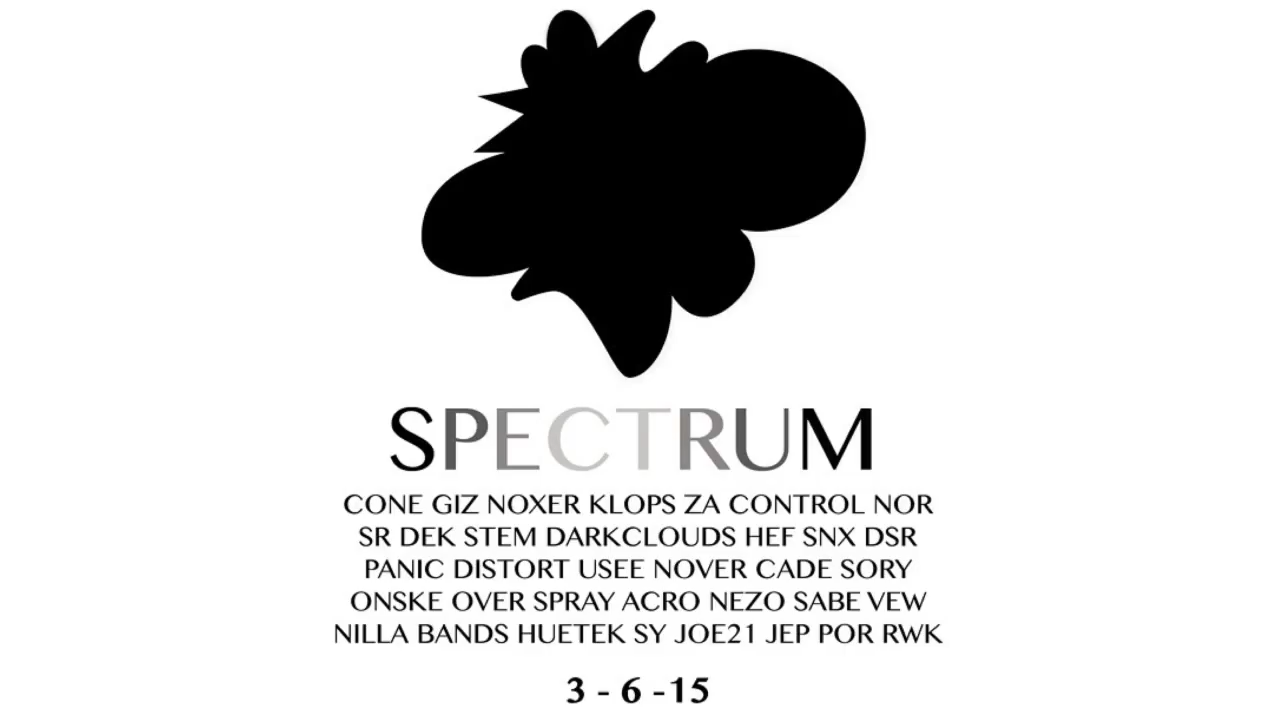 SPECTRUM
CONE GIZ NOXER KLOPS ZA CONTROL NOR
SR DEK STEM DARKCLOUDS HEF SNX DSR
PANIC DISTORT USEE NOVER CADE SORY
ONSKE OVER SPRAY ACRO NEZO SABE VEW
NILLA BANDS HUETEK SY JOE21 JEP POR RWK
3 - 6 -15